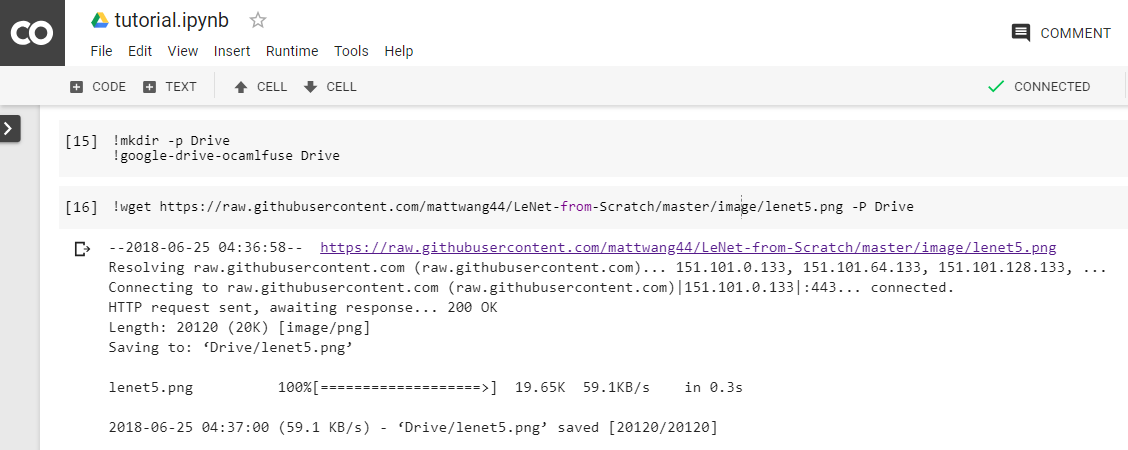 CO
tutorial.ipynb
File Edit View Insert Runtime Tools Help
COMMENT
CODE TEXT CELL CELL
CONNECTED
[15] !mkdir -p Drive
!google-drive-ocamlfuse Drive
[16] !wget https://raw.githubusercontent.com/mattwang44/LeNet-from-Scratch/master/image/lenet5.png -P Drive
--2018-06-25 04:36:58-- https://raw.githubusercontent.com/mattwang44/LeNet-from-Scratch/master/image/lenet5.png
Resolving raw.githubusercontent.com (raw.githubusercontent.com)... 151.101.0.133, 151.101.64.133, 151.101.128.133, ...
Connecting to raw.githubusercontent.com (raw.githubusercontent.com)|151.101.0.133|:443... connected.
HTTP request sent, awaiting response... 200 OK
Length: 20120 (20K) [image/png]
Saving to: ‘Drive/lenet5.png’
lenet5.png 100%[===================>] 19.65K 59.1KB/s in 0.3s
2018-06-25 04:37:00 (59.1 KB/s) - ‘Drive/lenet5.png’ saved [20120/20120]